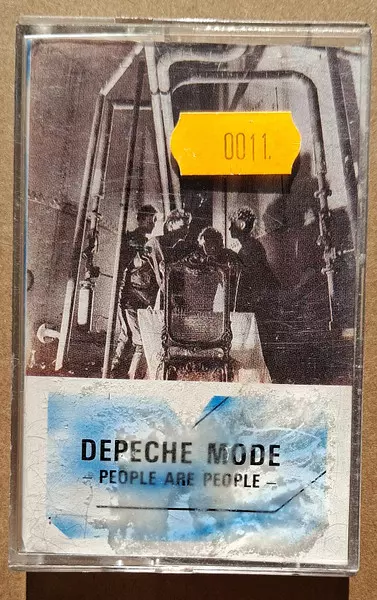 0011.
DEPECHE MODE
– PEOPLE ARE PEOPLE –